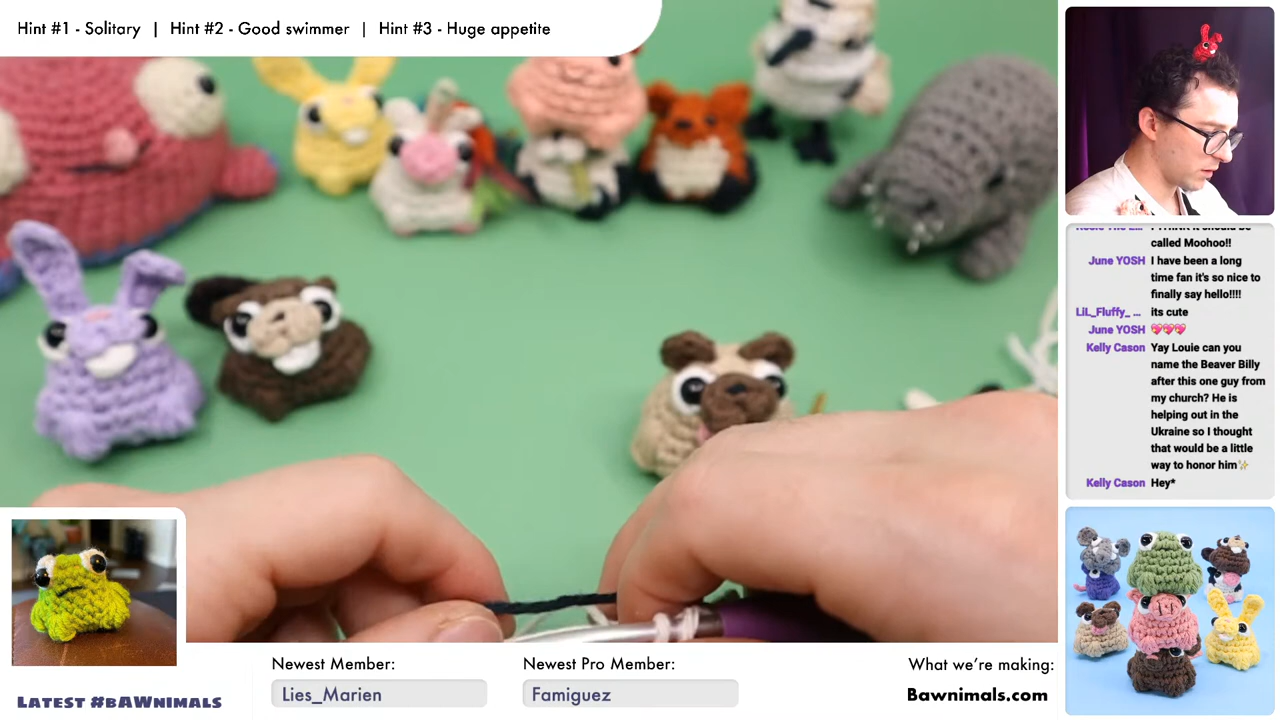 Hint #1 - Solitary | Hint #2 - Good swimmer | Hint #3 - Huge appetite
called Moohoo!!
June YOSH I have been a long
time fan it's so nice to
finally say hello!!!!
LiL_Fluffy_ ... its cute
June YOSH 💖💖💖
Kelly Cason Yay Louie can you
name the Beaver Billy
after this one guy from
my church? He is
helping out in the
Ukraine so I thought
that would be a little
way to honor him✨
Kelly Cason Hey*
Newest Member:
Lies_Marien
Newest Pro Member:
Famiguez
What we're making:
Bawnimals.com
Latest #bAWnimals